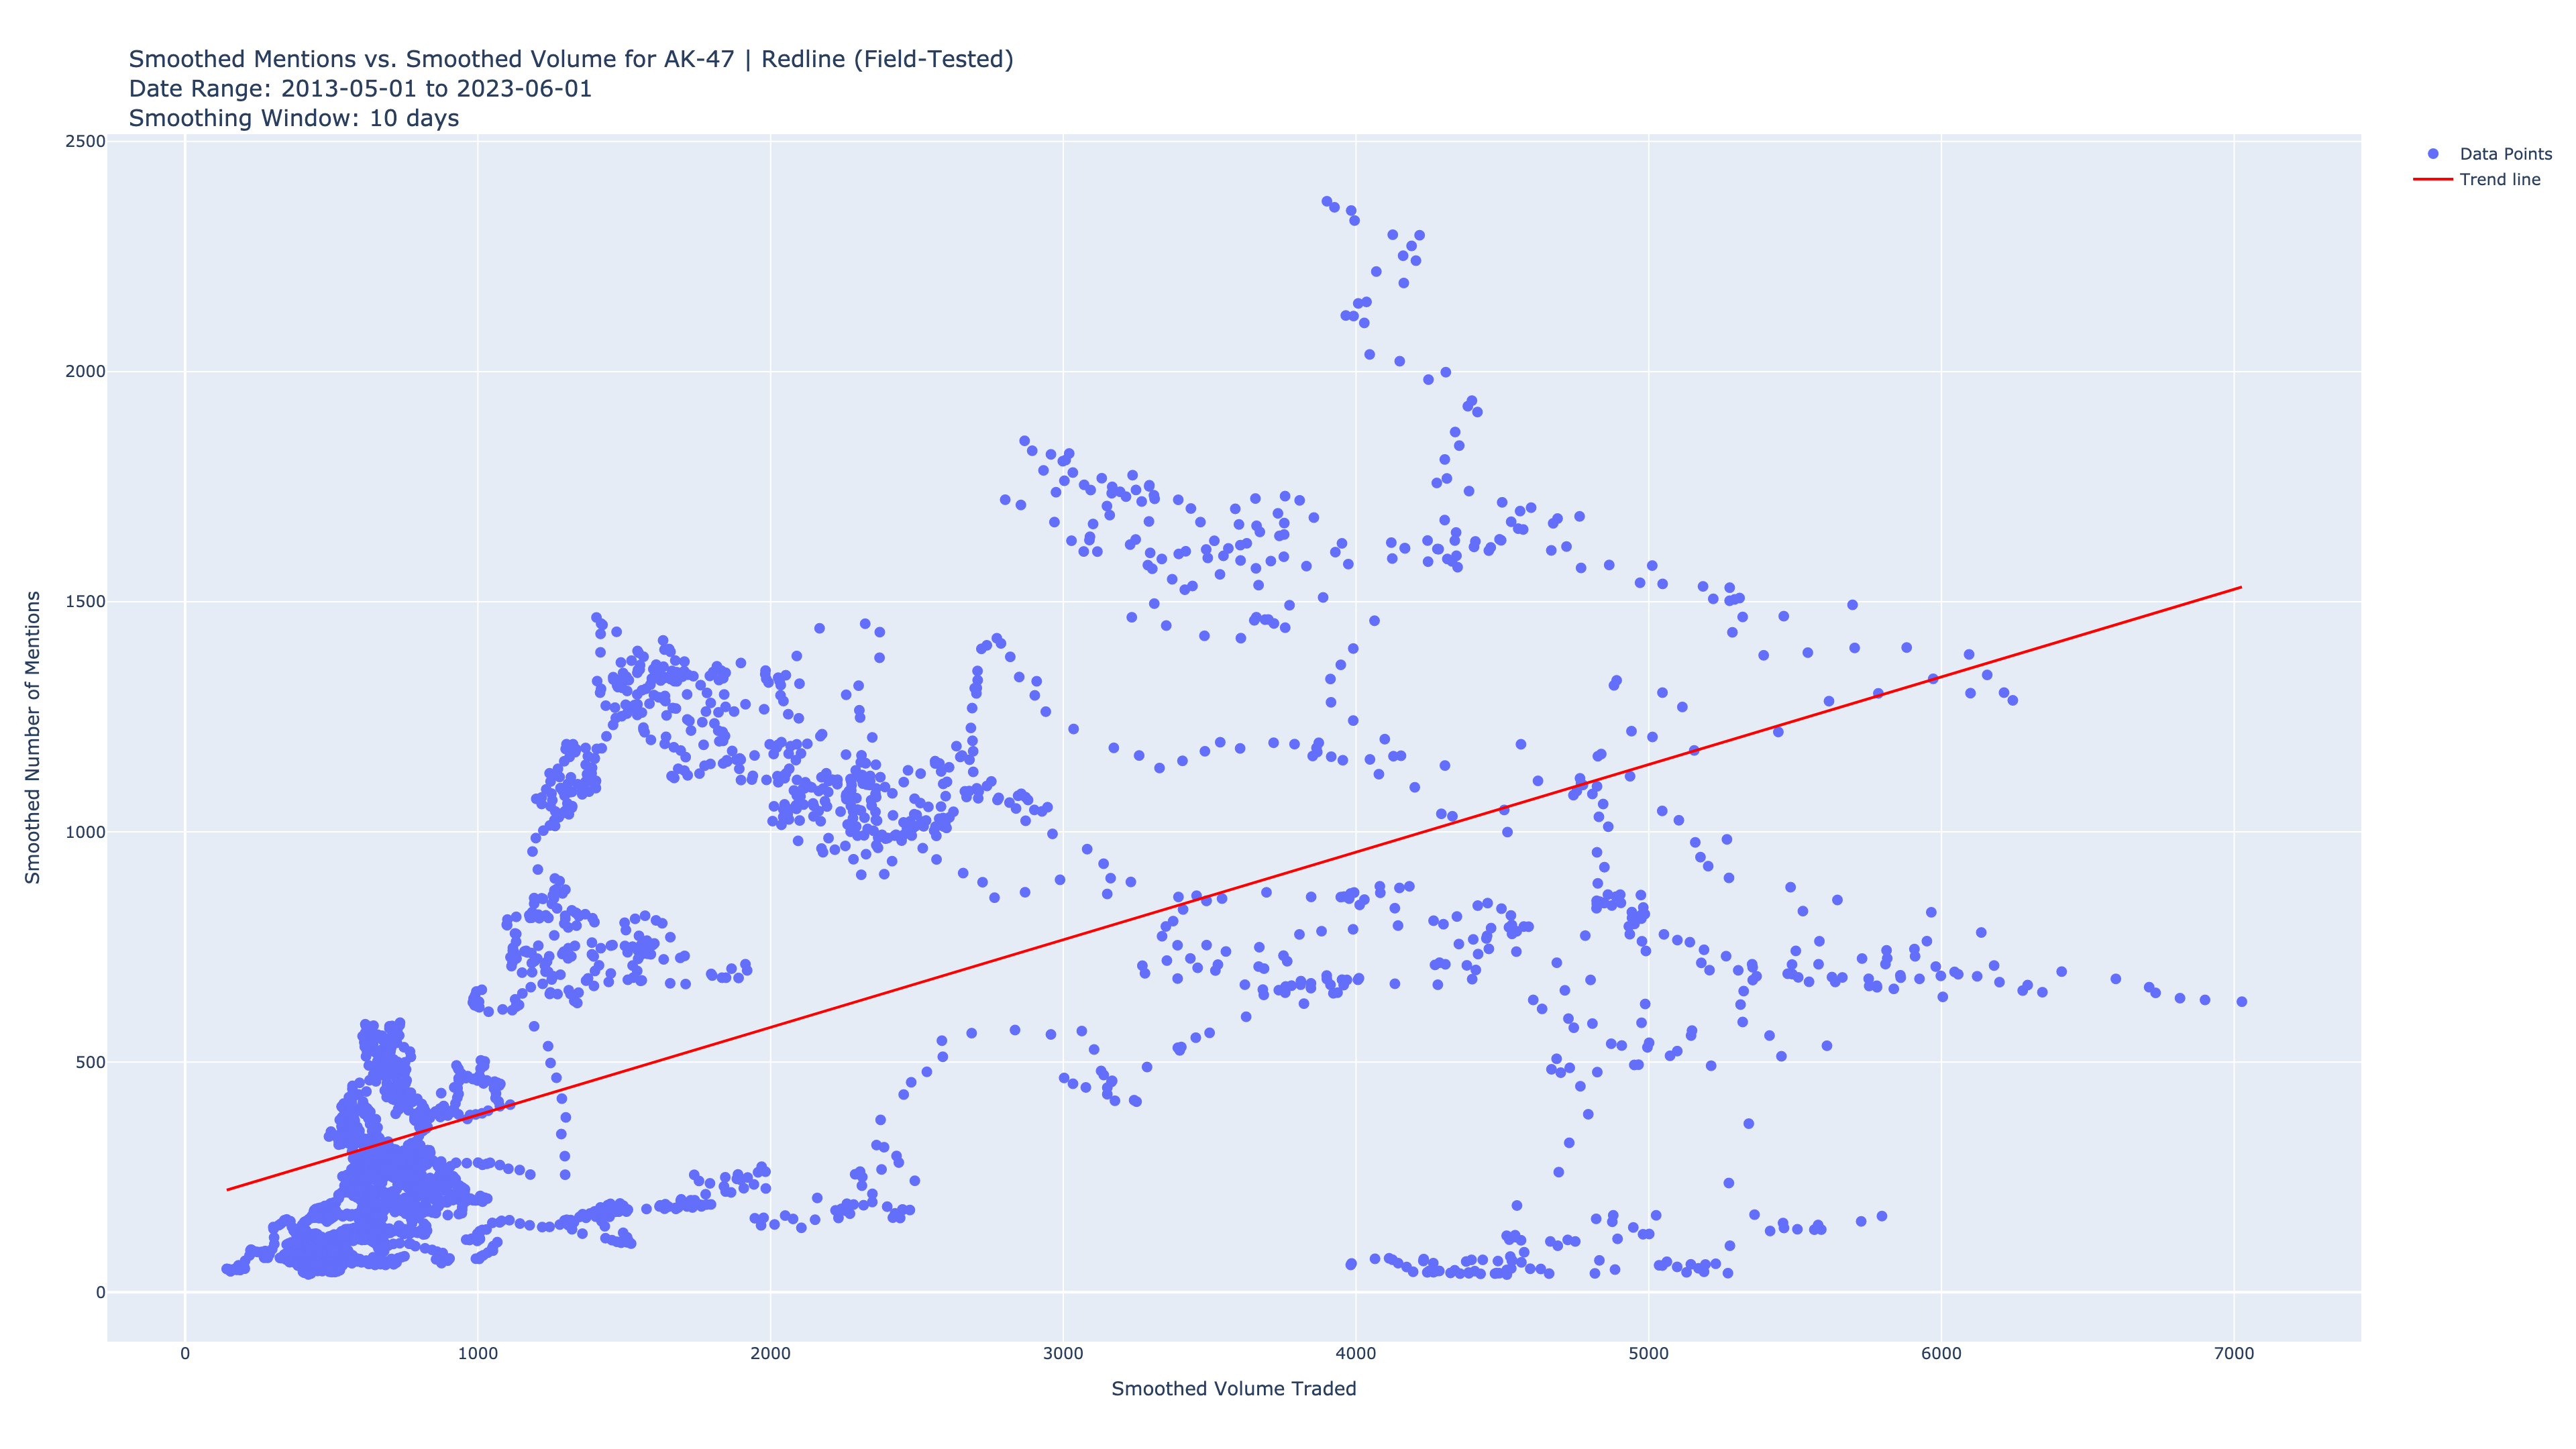 Smoothed Mentions vs. Smoothed Volume for AK-47 | Redline (Field-Tested)
Date Range: 2013-05-01 to 2023-06-01
Smoothing Window: 10 days
Data Points
Trend line
Smoothed Number of Mentions
2500
2000
1500
1000
500
0
0
1000
2000
3000
4000
5000
6000
7000
Smoothed Volume Traded